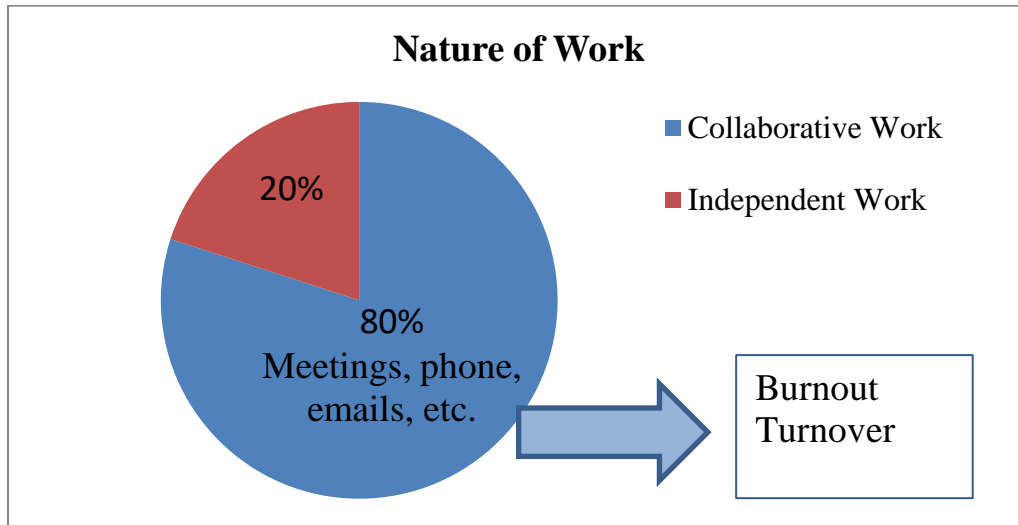 Nature of Work
Collaborative Work
Independent Work
20%
80%
Meetings, phone,
emails, etc.
Burnout
Turnover